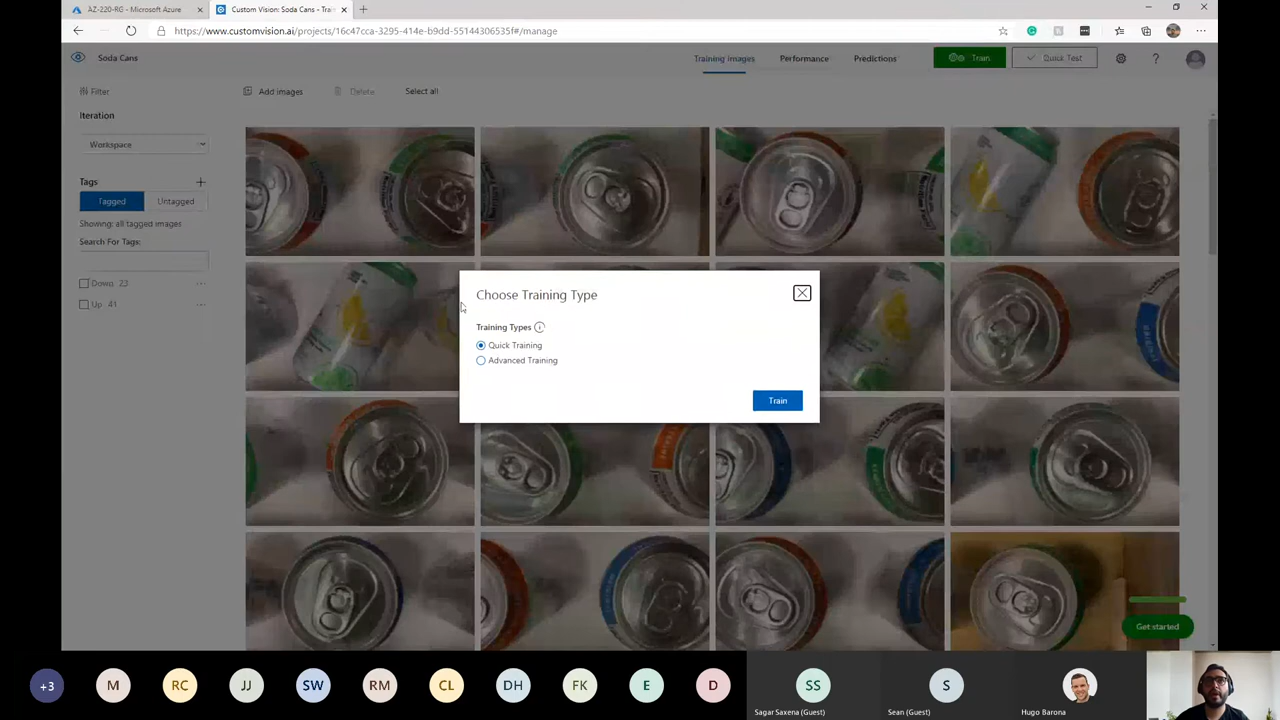 AZ-220-RG - Microsoft Azure
Custom Vision: Soda Cans - Trai
https://www.customvision.ai/projects/16c47cca-3295-414e-b9dd-55144306535f#/manage
Soda Cans
Training Images
Performance
Predictions
Train
Quick Test
Filter
Add images
Delete
Select all
Iteration
Workspace
Tags
Tagged
Untagged
Showing: all tagged images
Search For Tags:
Down 23
Up 41
Choose Training Type
Training Types
Quick Training
Advanced Training
Train
Get started
+3
M
RC
JJ
SW
RM
CL
DH
FK
E
D
SS
S
Sagar Saxena (Guest)
Sean (Guest)
Hugo Barona